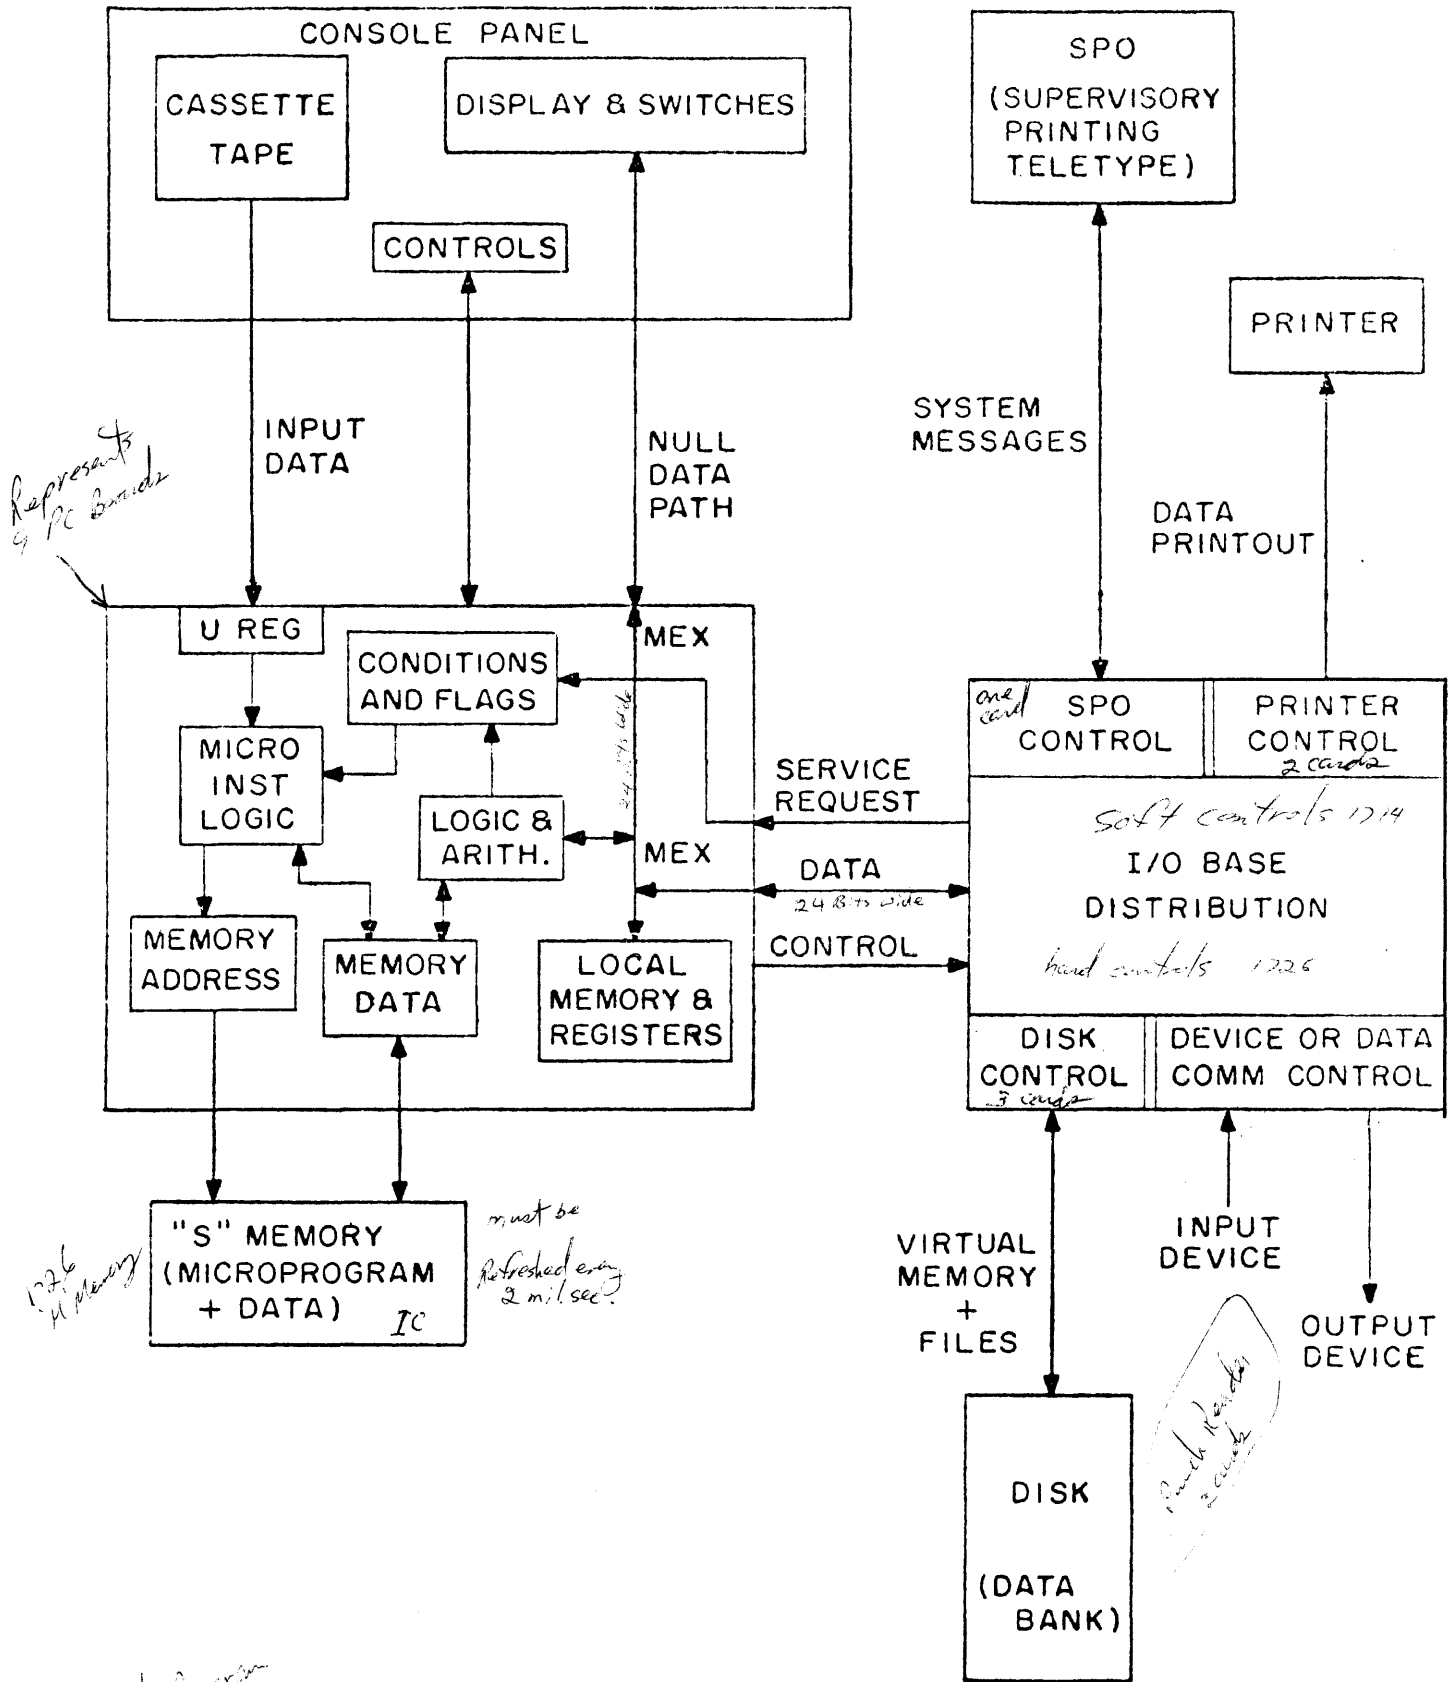 CONSOLE PANEL
CASSETTE
TAPE
DISPLAY & SWITCHES
CONTROLS
SPO
(SUPERVISORY
PRINTING
TELETYPE)
PRINTER
INPUT
DATA
NULL
DATA
PATH
SYSTEM
MESSAGES
DATA
PRINTOUT
Represents
9 PC Boards
U REG
CONDITIONS
AND FLAGS
MEX
24 Bits wide
MICRO
INST
LOGIC
LOGIC &
ARITH.
MEX
MEMORY
ADDRESS
MEMORY
DATA
LOCAL
MEMORY &
REGISTERS
SERVICE
REQUEST
DATA
24 Bits wide
CONTROL
one
card
SPO
CONTROL
PRINTER
CONTROL
2 cards
soft controls 1714
I/O BASE
DISTRIBUTION
hard controls 1726
DISK
CONTROL
3 cards
DEVICE OR DATA
COMM CONTROL
1726
M Memory
"S" MEMORY
(MICROPROGRAM
+ DATA)
IC
must be
Refreshed every
2 mil. sec.
VIRTUAL
MEMORY
+
FILES
INPUT
DEVICE
OUTPUT
DEVICE
Punch Reader
2 cards
DISK
(DATA
BANK)